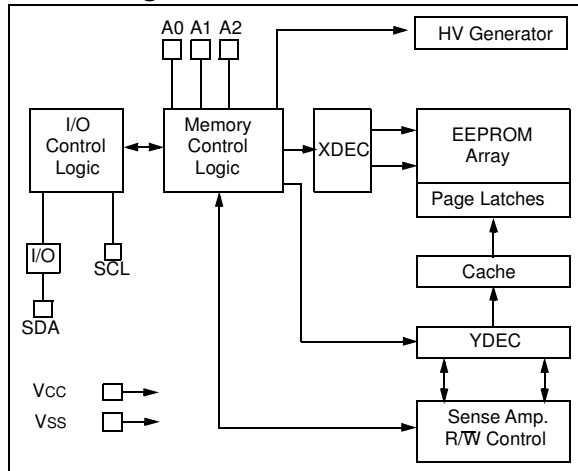 A0 A1 A2
HV Generator
I/O
Control
Logic
Memory
Control
Logic
XDEC
EEPROM
Array
Page Latches
I/O
SCL
SDA
Cache
YDEC
VCC
VSS
Sense Amp.
R/W̅ Control